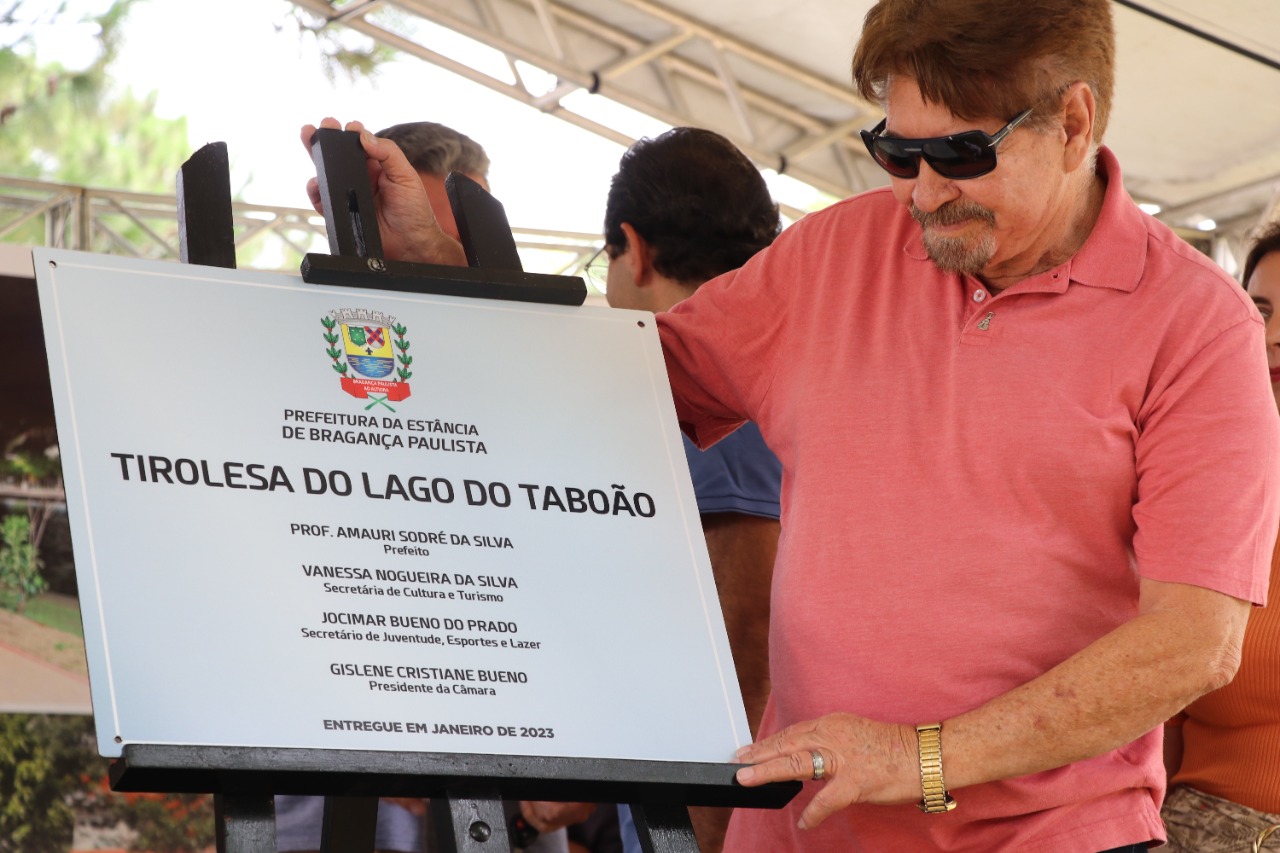 BRAGANÇA PAULISTA
PREFEITURA DA ESTÂNCIA
DE BRAGANÇA PAULISTA
TIROLESA DO LAGO DO TABOÃO
PROF. AMAURI SODRÉ DA SILVA
Prefeito
VANESSA NOGUEIRA DA SILVA
Secretária de Cultura e Turismo
JOCIMAR BUENO DO PRADO
Secretário de Juventude, Esportes e Lazer
GISLENE CRISTIANE BUENO
Presidente da Câmara
ENTREGUE EM JANEIRO DE 2023